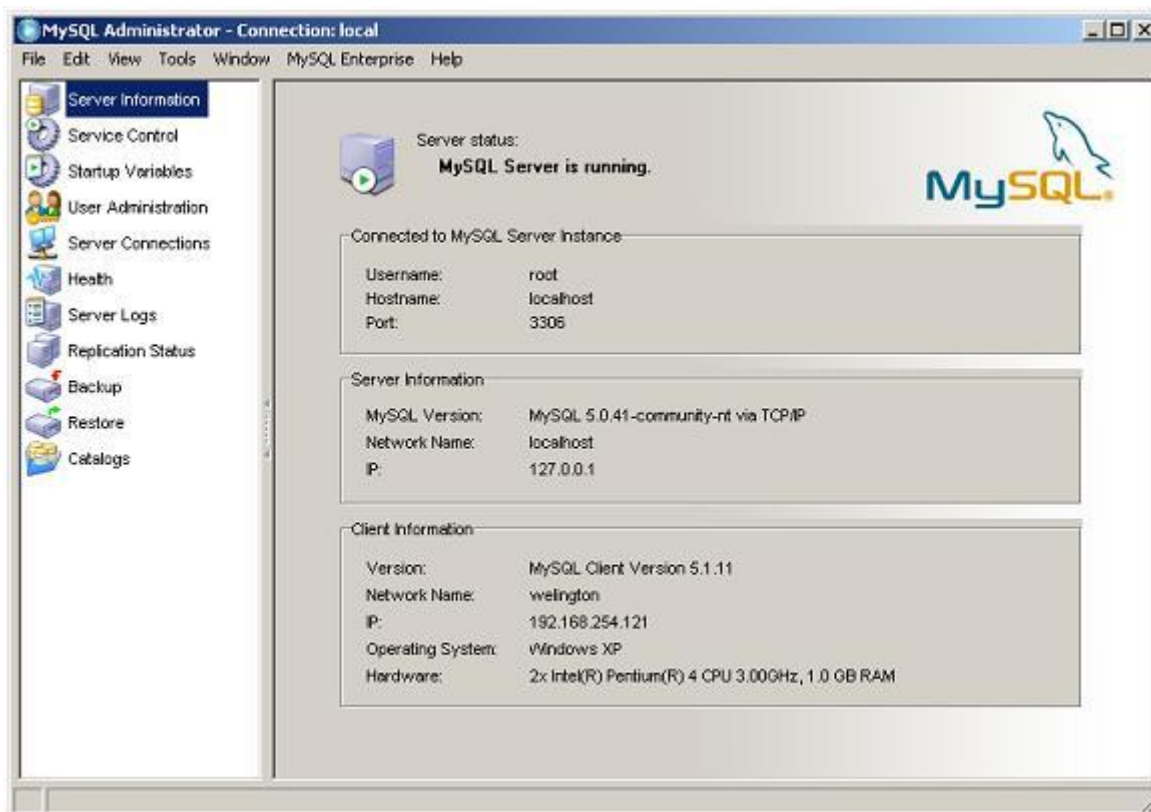 MySQL Administrator - Connection: local
File Edit View Tools Window MySQL Enterprise Help
Server Information
Service Control
Startup Variables
User Administration
Server Connections
Health
Server Logs
Replication Status
Backup
Restore
Catalogs
Server status:
MySQL Server is running.
MySQL®
Connected to MySQL Server Instance
Username: root
Hostname: localhost
Port: 3306
Server Information
MySQL Version: MySQL 5.0.41-community-nt via TCP/IP
Network Name: localhost
IP: 127.0.0.1
Client Information
Version: MySQL Client Version 5.1.11
Network Name: welington
IP: 192.168.254.121
Operating System: Windows XP
Hardware: 2x Intel(R) Pentium(R) 4 CPU 3.00GHz, 1.0 GB RAM